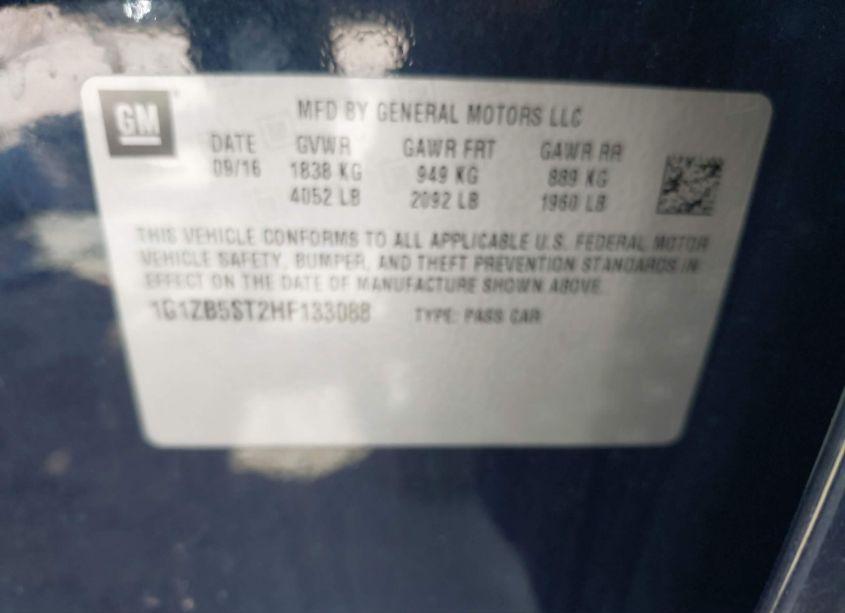 GM
MFD BY GENERAL MOTORS LLC
DATE GVWR GAWR FRT GAWR RR
09/16 1838 KG 949 KG 889 KG
4052 LB 2092 LB 1960 LB
THIS VEHICLE CONFORMS TO ALL APPLICABLE U.S. FEDERAL MOTOR
VEHICLE SAFETY, BUMPER, AND THEFT PREVENTION STANDARDS IN
EFFECT ON THE DATE OF MANUFACTURE SHOWN ABOVE.
1G1ZB5ST2HF133088 TYPE: PASS CAR